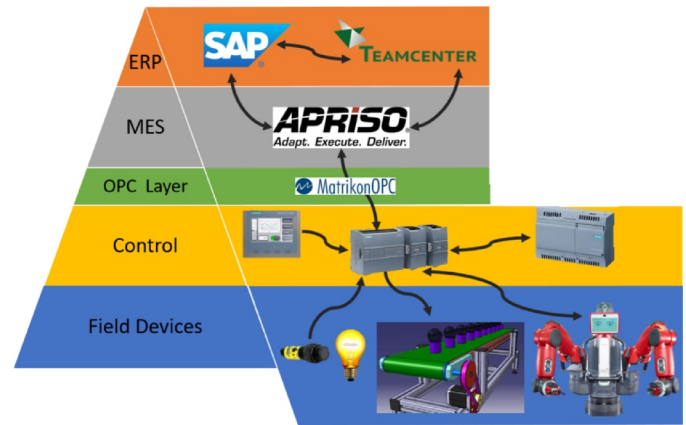 ERP
SAP
TEAMCENTER
MES
APRISO
Adapt. Execute. Deliver.
OPC Layer
MatrikonOPC
Control
Field Devices